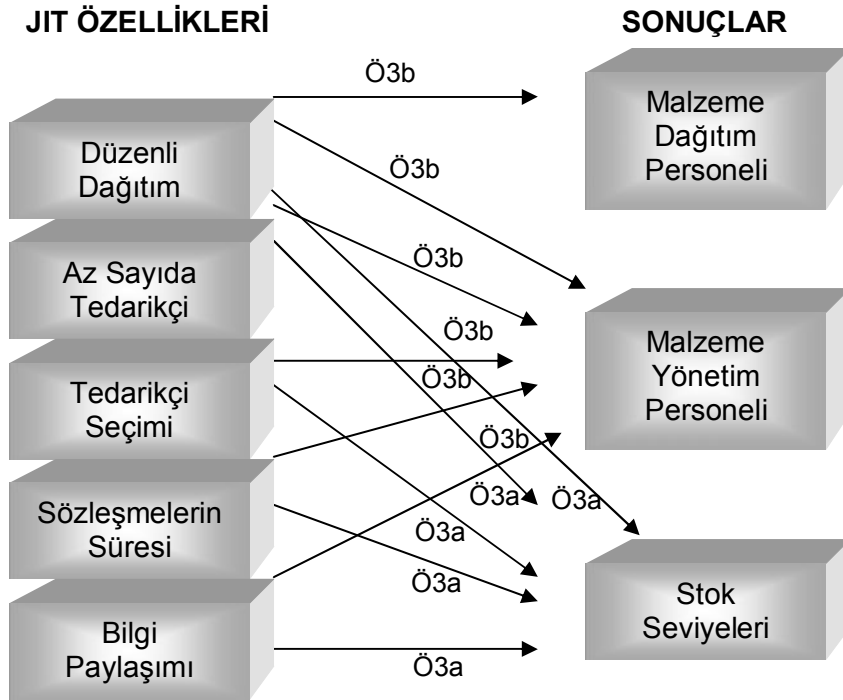 JIT ÖZELLİKLERİ
SONUÇLAR
Düzenli
Dağıtım
Az Sayıda
Tedarikçi
Tedarikçi
Seçimi
Sözleşmelerin
Süresi
Bilgi
Paylaşımı
Ö3b
Ö3b
Ö3b
Ö3b
Ö3b
Ö3b
Ö3a
Ö3a
Ö3a
Ö3a
Ö3a
Malzeme
Dağıtım
Personeli
Malzeme
Yönetim
Personeli
Stok
Seviyeleri